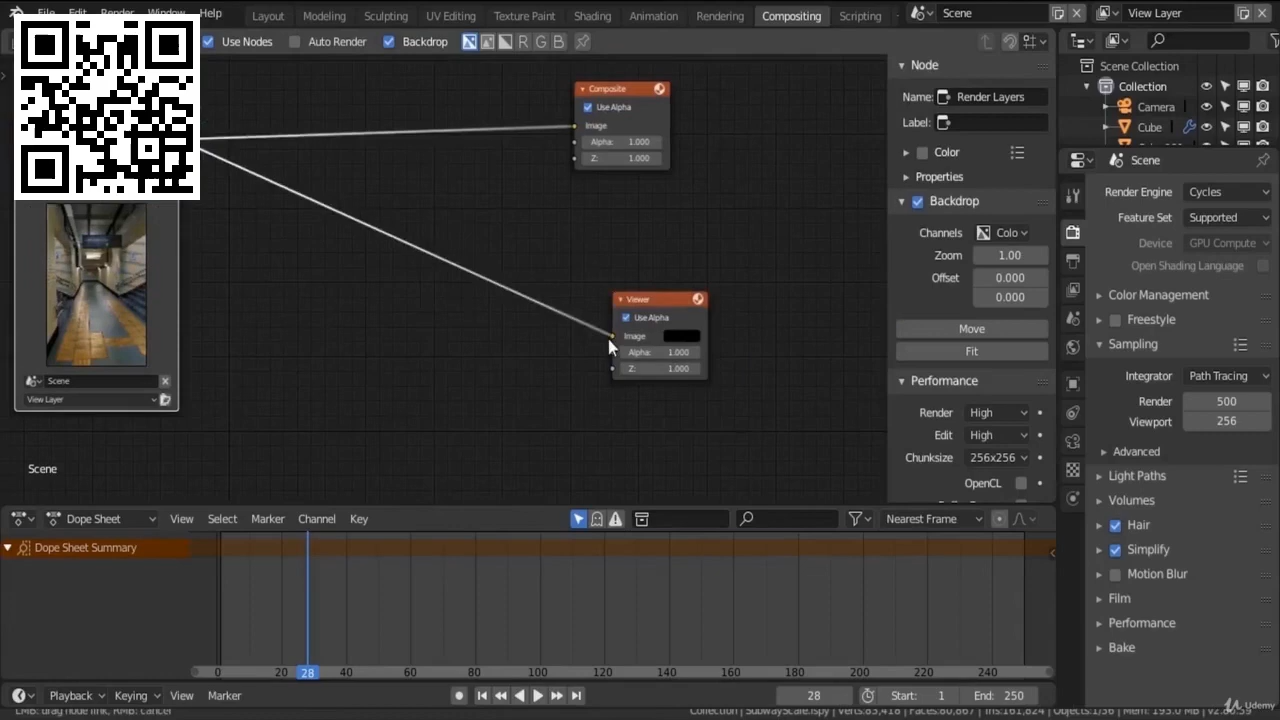 File Edit Render Window Help
Layout Modeling Sculpting UV Editing Texture Paint Shading Animation Rendering Compositing Scripting
Scene View Layer
Use Nodes Auto Render Backdrop R G B
Composite
Use Alpha
Image
Alpha: 1.000
Z: 1.000
Viewer
Use Alpha
Image
Alpha: 1.000
Z: 1.000
Scene
View Layer
Scene
Node
Name: Render Layers
Label:
Color
Properties
Backdrop
Channels Colo
Zoom 1.00
Offset 0.000
0.000
Move
Fit
Performance
Render High
Edit High
Chunksize 256x256
OpenCL
Scene Collection
Collection
Camera
Cube
Scene
Render Engine Cycles
Feature Set Supported
Device GPU Compute
Open Shading Language
Color Management
Freestyle
Sampling
Integrator Path Tracing
Render 500
Viewport 256
Advanced
Light Paths
Volumes
Hair
Simplify
Motion Blur
Film
Performance
Bake
Dope Sheet View Select Marker Channel Key Nearest Frame
Dope Sheet Summary
0 20 28 40 60 80 100 120 140 160 180 200 220 240
Playback Keying View Marker 28 Start: 1 End: 250
LMB: drag node link, RMB: cancel
Udemy